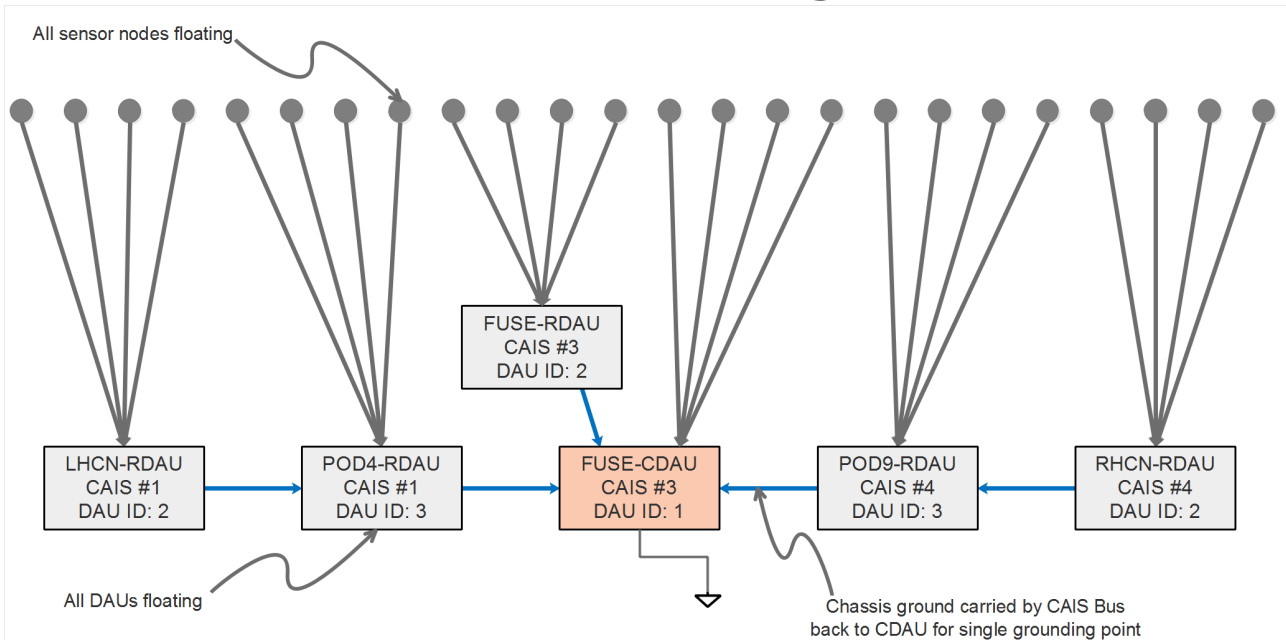 All sensor nodes floating
FUSE-RDAU
CAIS #3
DAU ID: 2
LHCN-RDAU
CAIS #1
DAU ID: 2
POD4-RDAU
CAIS #1
DAU ID: 3
FUSE-CDAU
CAIS #3
DAU ID: 1
POD9-RDAU
CAIS #4
DAU ID: 3
RHCN-RDAU
CAIS #4
DAU ID: 2
All DAUs floating
Chassis ground carried by CAIS Bus
back to CDAU for single grounding point